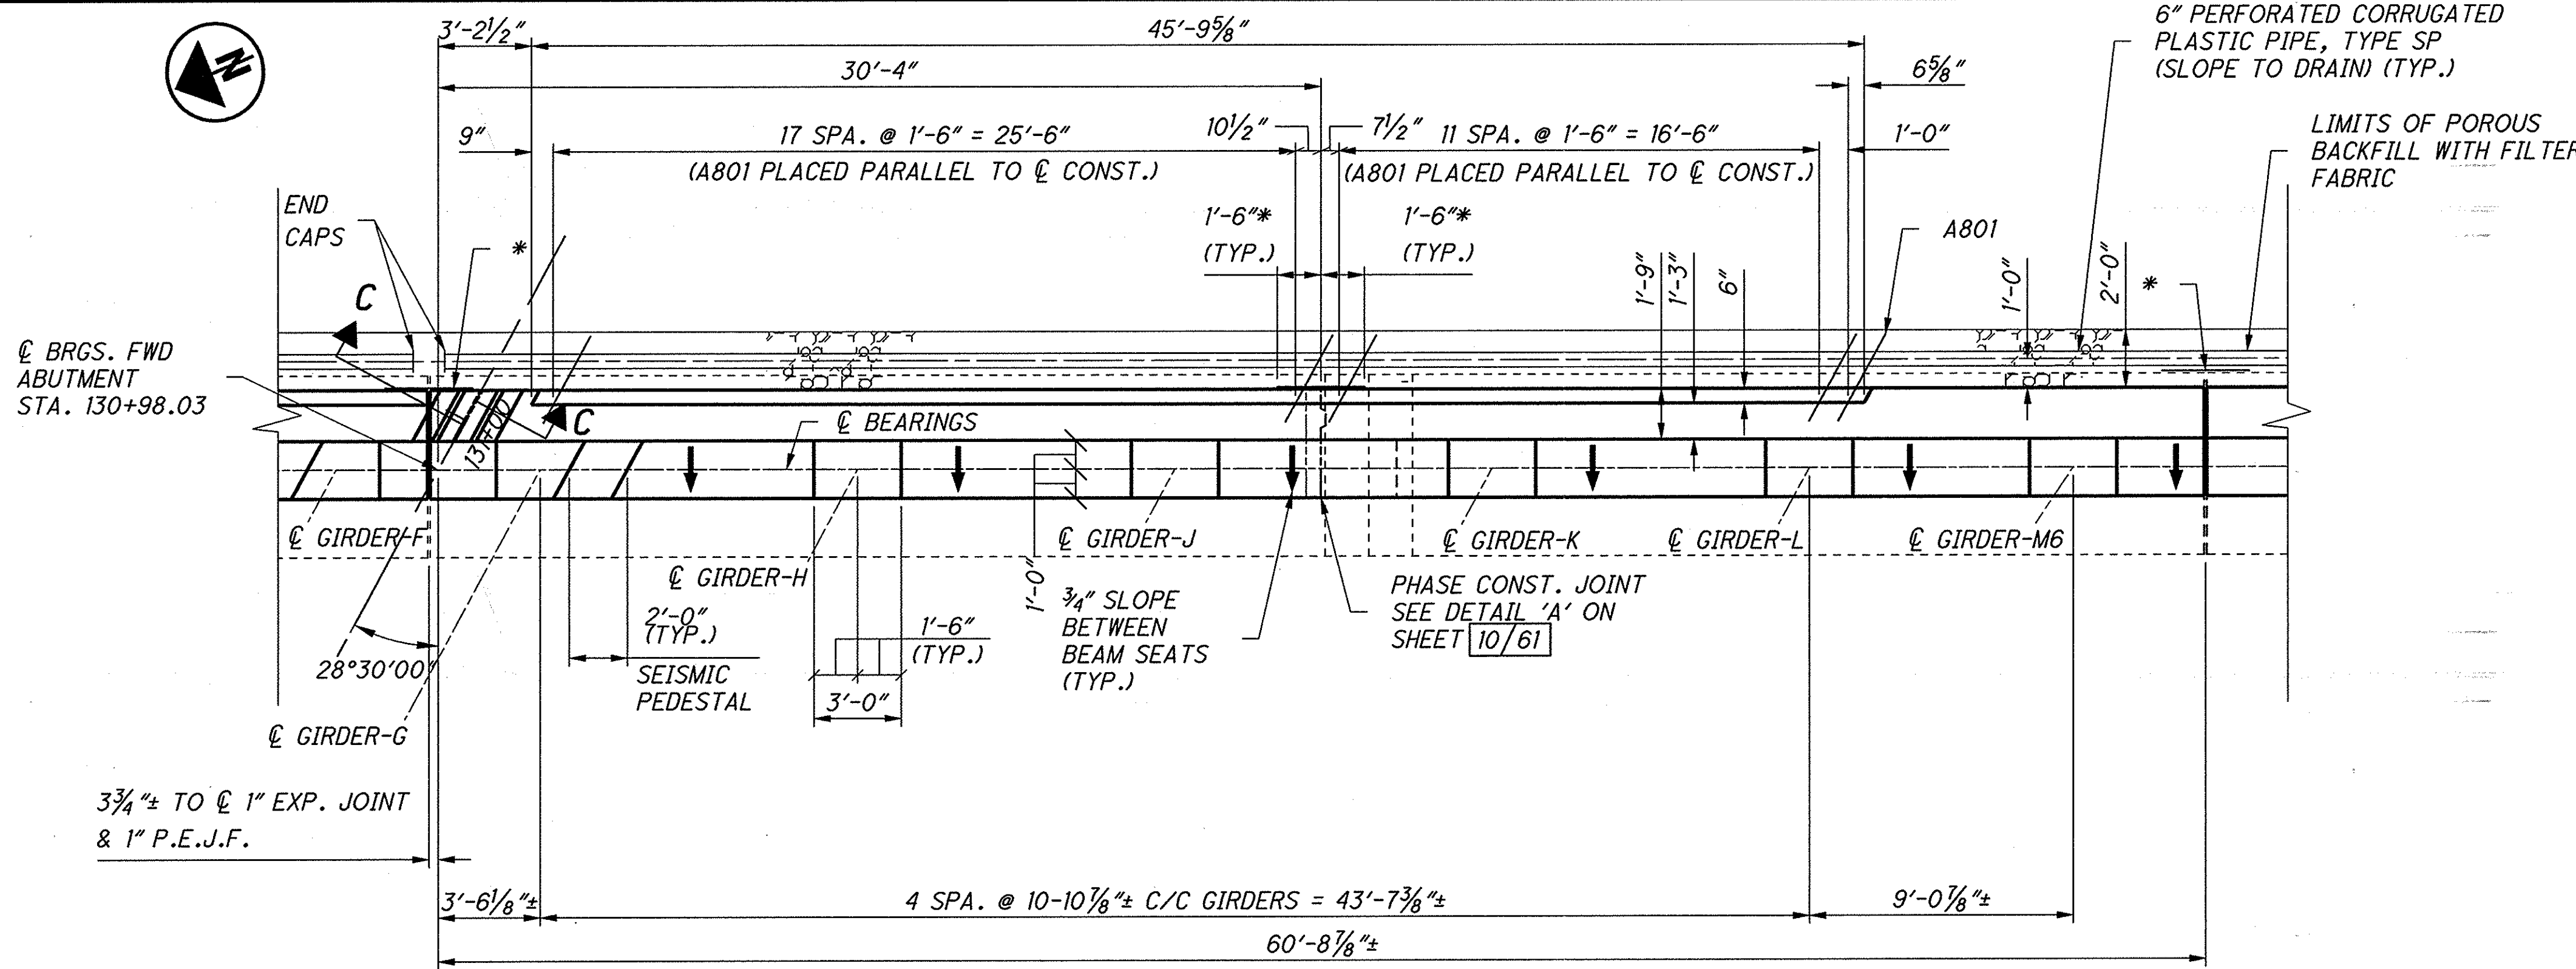 3'-2½"
45'-9⅝"
6" PERFORATED CORRUGATED
PLASTIC PIPE, TYPE SP
(SLOPE TO DRAIN) (TYP.)
N
30'-4"
6⅝"
9"
17 SPA. @ 1'-6" = 25'-6"
(A801 PLACED PARALLEL TO ℄ CONST.)
10½"
7½"
11 SPA. @ 1'-6" = 16'-6"
(A801 PLACED PARALLEL TO ℄ CONST.)
1'-0"
LIMITS OF POROUS
BACKFILL WITH FILTER
FABRIC
END
CAPS
*
1'-6"*
(TYP.)
1'-6"*
(TYP.)
A801
1'-9"
1'-3"
6"
1'-0"
2'-0"
*
C
C
℄ BRGS. FWD
ABUTMENT
STA. 130+98.03
131+00
℄ BEARINGS
℄ GIRDER-F
℄ GIRDER-H
℄ GIRDER-J
℄ GIRDER-K
℄ GIRDER-L
℄ GIRDER-M6
28°30'00"
℄ GIRDER-G
2'-0"
(TYP.)
SEISMIC
PEDESTAL
1'-6"
(TYP.)
3'-0"
1'-0"
¾" SLOPE
BETWEEN
BEAM SEATS
(TYP.)
PHASE CONST. JOINT
SEE DETAIL 'A' ON
SHEET 10/61
3¾"± TO ℄ 1" EXP. JOINT
& 1" P.E.J.F.
3'-6⅛"±
4 SPA. @ 10-10⅞"± C/C GIRDERS = 43'-7⅜"±
9'-0⅞"±
60'-8⅞"±